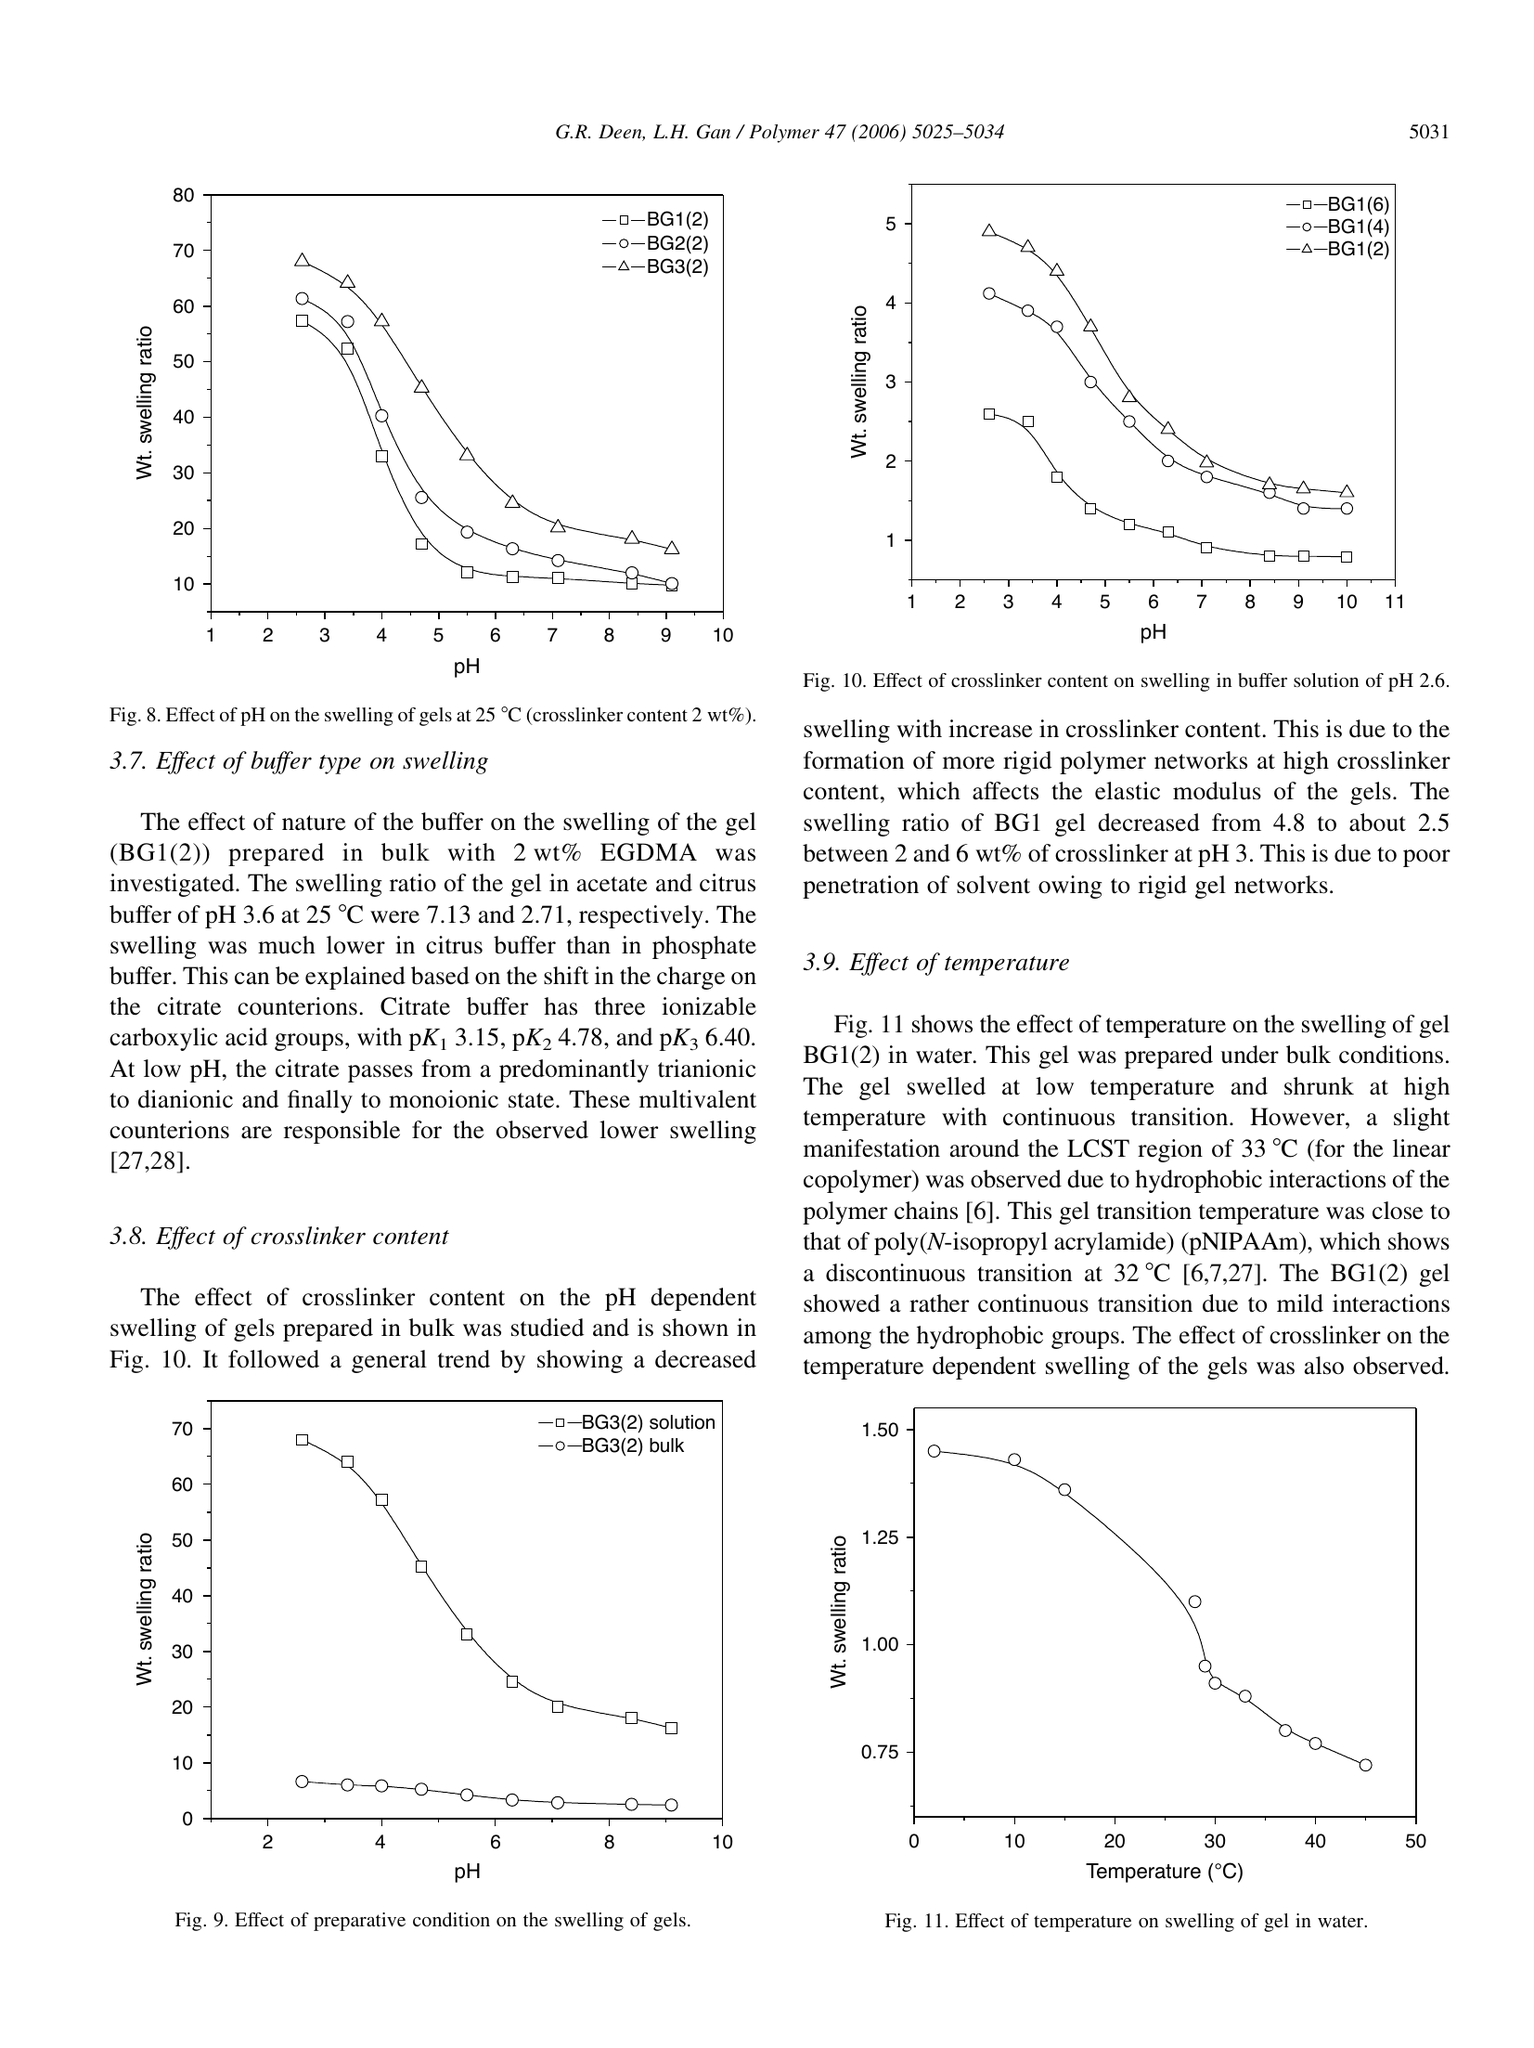 G.R. Deen, L.H. Gan / Polymer 47 (2006) 5025–5034
5031
80
70
60
50
40
30
20
10
1 2 3 4 5 6 7 8 9 10
Wt. swelling ratio
pH
BG1(2)
BG2(2)
BG3(2)
Fig. 8. Effect of pH on the swelling of gels at 25 °C (crosslinker content 2 wt%).
3.7. Effect of buffer type on swelling
The effect of nature of the buffer on the swelling of the gel
(BG1(2)) prepared in bulk with 2 wt% EGDMA was
investigated. The swelling ratio of the gel in acetate and citrus
buffer of pH 3.6 at 25 °C were 7.13 and 2.71, respectively. The
swelling was much lower in citrus buffer than in phosphate
buffer. This can be explained based on the shift in the charge on
the citrate counterions. Citrate buffer has three ionizable
carboxylic acid groups, with pK1 3.15, pK2 4.78, and pK3 6.40.
At low pH, the citrate passes from a predominantly trianionic
to dianionic and finally to monoionic state. These multivalent
counterions are responsible for the observed lower swelling
[27,28].
3.8. Effect of crosslinker content
The effect of crosslinker content on the pH dependent
swelling of gels prepared in bulk was studied and is shown in
Fig. 10. It followed a general trend by showing a decreased
70
60
50
40
30
20
10
0
2 4 6 8 10
Wt. swelling ratio
pH
BG3(2) solution
BG3(2) bulk
Fig. 9. Effect of preparative condition on the swelling of gels.
5
4
3
2
1
1 2 3 4 5 6 7 8 9 10 11
Wt. swelling ratio
pH
BG1(6)
BG1(4)
BG1(2)
Fig. 10. Effect of crosslinker content on swelling in buffer solution of pH 2.6.
swelling with increase in crosslinker content. This is due to the
formation of more rigid polymer networks at high crosslinker
content, which affects the elastic modulus of the gels. The
swelling ratio of BG1 gel decreased from 4.8 to about 2.5
between 2 and 6 wt% of crosslinker at pH 3. This is due to poor
penetration of solvent owing to rigid gel networks.
3.9. Effect of temperature
Fig. 11 shows the effect of temperature on the swelling of gel
BG1(2) in water. This gel was prepared under bulk conditions.
The gel swelled at low temperature and shrunk at high
temperature with continuous transition. However, a slight
manifestation around the LCST region of 33 °C (for the linear
copolymer) was observed due to hydrophobic interactions of the
polymer chains [6]. This gel transition temperature was close to
that of poly(N-isopropyl acrylamide) (pNIPAAm), which shows
a discontinuous transition at 32 °C [6,7,27]. The BG1(2) gel
showed a rather continuous transition due to mild interactions
among the hydrophobic groups. The effect of crosslinker on the
temperature dependent swelling of the gels was also observed.
1.50
1.25
1.00
0.75
0 10 20 30 40 50
Wt. swelling ratio
Temperature (°C)
Fig. 11. Effect of temperature on swelling of gel in water.